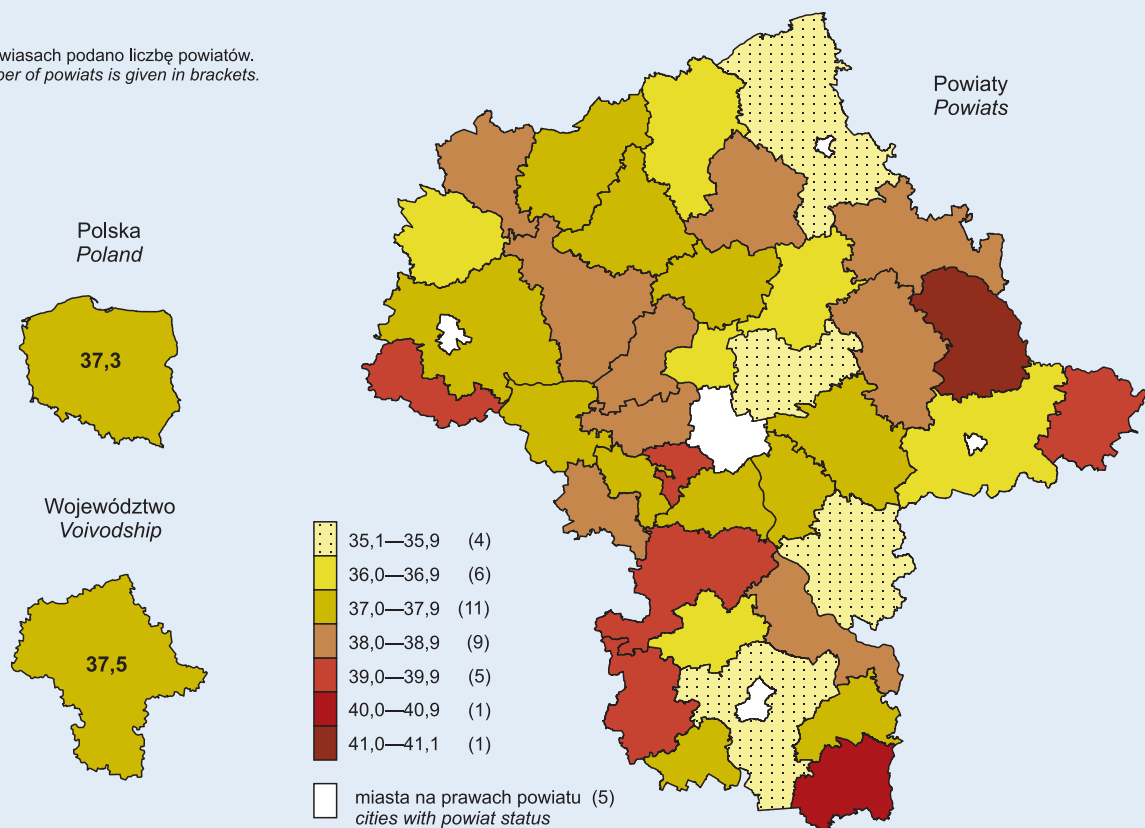 wiasach podano liczbę powiatów.
ber of powiats is given in brackets.
Powiaty
Powiats
Polska
Poland
37,3
Województwo
Voivodship
37,5
35,1—35,9 (4)
36,0—36,9 (6)
37,0—37,9 (11)
38,0—38,9 (9)
39,0—39,9 (5)
40,0—40,9 (1)
41,0—41,1 (1)
miasta na prawach powiatu (5)
cities with powiat status